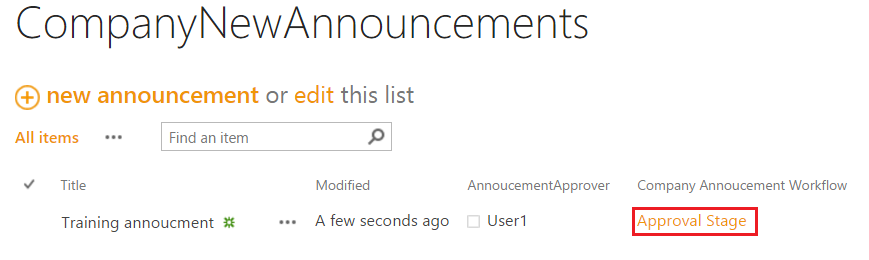 CompanyNewAnnouncements
new announcement or edit this list
All items ••• Find an item
Title Modified AnnoucementApprover Company Annoucement Workflow
Training annoucment ••• A few seconds ago User1 Approval Stage